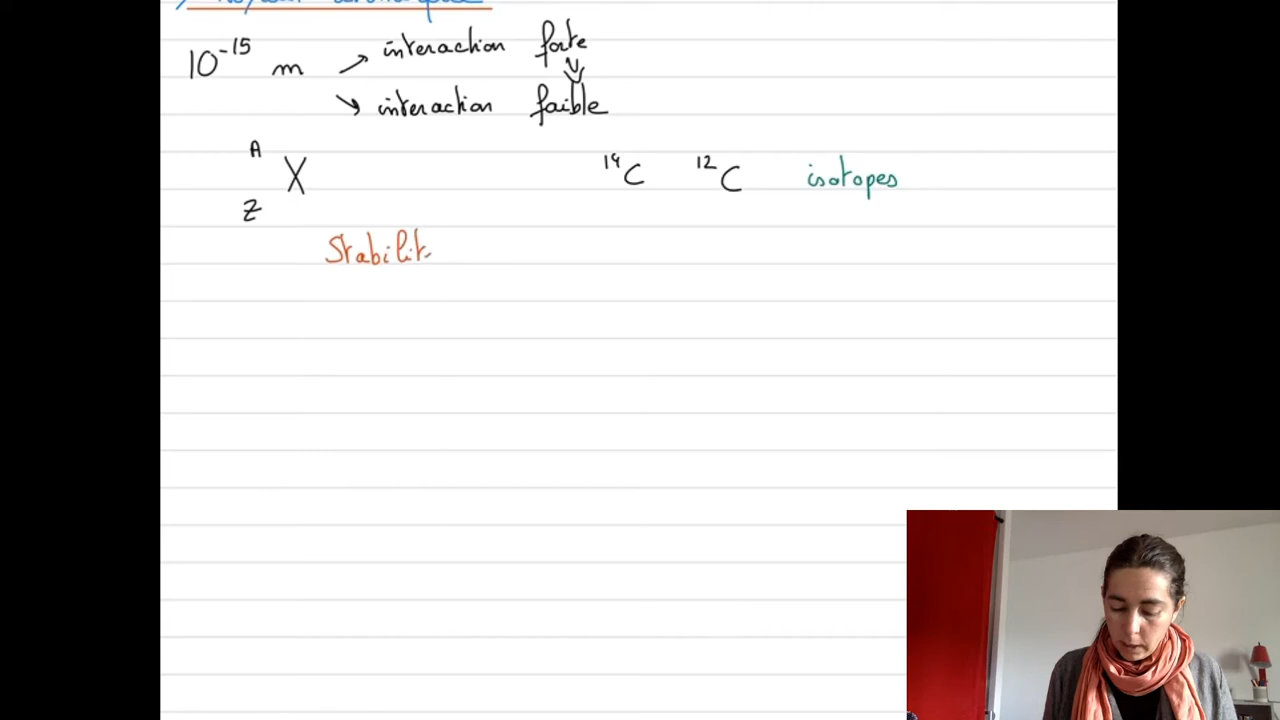 10⁻¹⁵ m ↗ interaction forte
↘ interaction faible
A
Z X ¹⁴C ¹²C isotopes
Stabilit